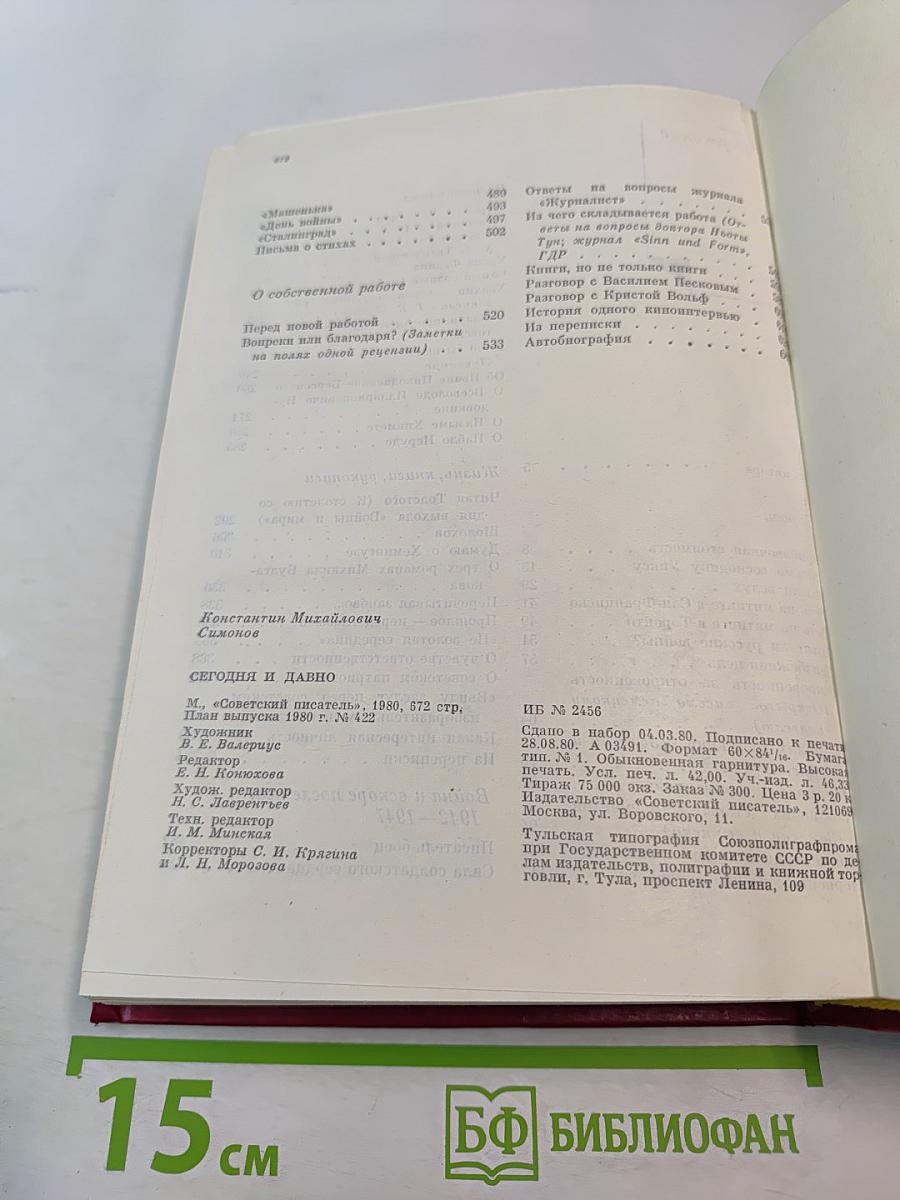 «Машенька» 489
«День войны» . . . . . . . 493
«Сталинград» . . . . . . . 497
Письма о стихах . . . . . . 502
О собственной работе
Перед новой работой . . . . . 520
Вопреки или благодаря? (Заметки
на полях одной рецензии) . . 533
Ответы на вопросы журнала
«Журналист» . . . . . .
Из чего складывается работа (От-
веты на вопросы доктора Ньоты
Тун; журнал «Sinn und Form»,
ГДР . . . . . . . . . .
Книги, но не только книги . . .
Разговор с Василием Песковым .
Разговор с Кристой Вольф . . .
История одного киноинтервью .
Из переписки . . . . . . .
Автобиография . . . . . .
Константин Михайлович
Симонов
СЕГОДНЯ И ДАВНО
М., «Советский писатель», 1980, 672 стр.
План выпуска 1980 г. № 422
Художник
В. Е. Валериус
Редактор
Е. Н. Конюхова
Худож. редактор
Н. С. Лаврентьев
Техн. редактор
И. М. Минская
Корректоры С. И. Крягина
и Л. Н. Морозова
ИБ № 2456
Сдано в набор 04.03.80. Подписано к печати
28.08.80. А 03491. Формат 60×84¹/₁₆. Бумага
тип. № 1. Обыкновенная гарнитура. Высокая
печать. Усл. печ. л. 42,00. Уч.-изд. л. 46,33
Тираж 75 000 экз. Заказ № 300. Цена 3 р. 20 к
Издательство «Советский писатель», 121069
Москва, ул. Воровского, 11.
Тульская типография Союзполиграфпрома
при Государственном комитете СССР по де-
лам издательств, полиграфии и книжной тор-
говли, г. Тула, проспект Ленина, 109
15 см
БФ БИБЛИОФАН